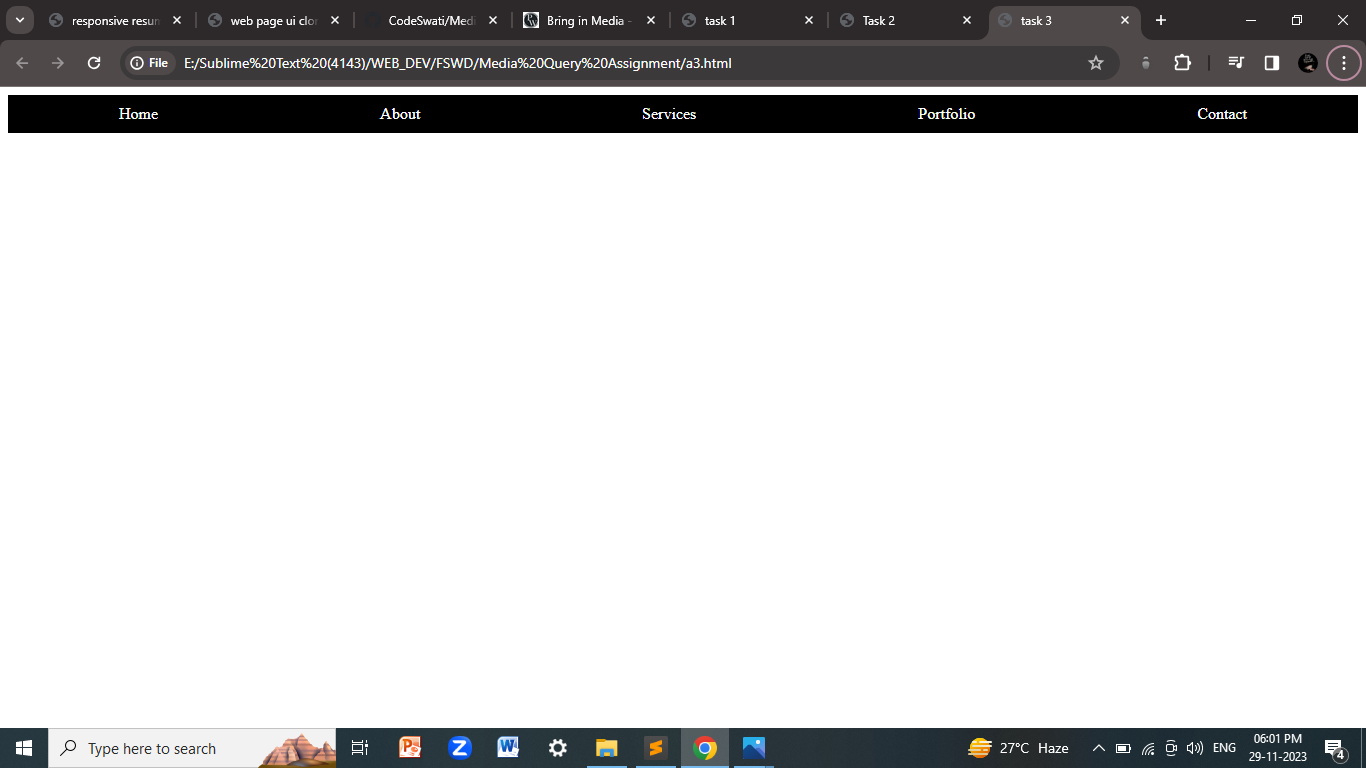 responsive resum
web page ui clon
CodeSwati/Medi
Bring in Media -
task 1
Task 2
task 3
File
E:/Sublime%20Text%20(4143)/WEB_DEV/FSWD/Media%20Query%20Assignment/a3.html
Home About Services Portfolio Contact
Type here to search
27°C Haze
ENG
06:01 PM
29-11-2023
4